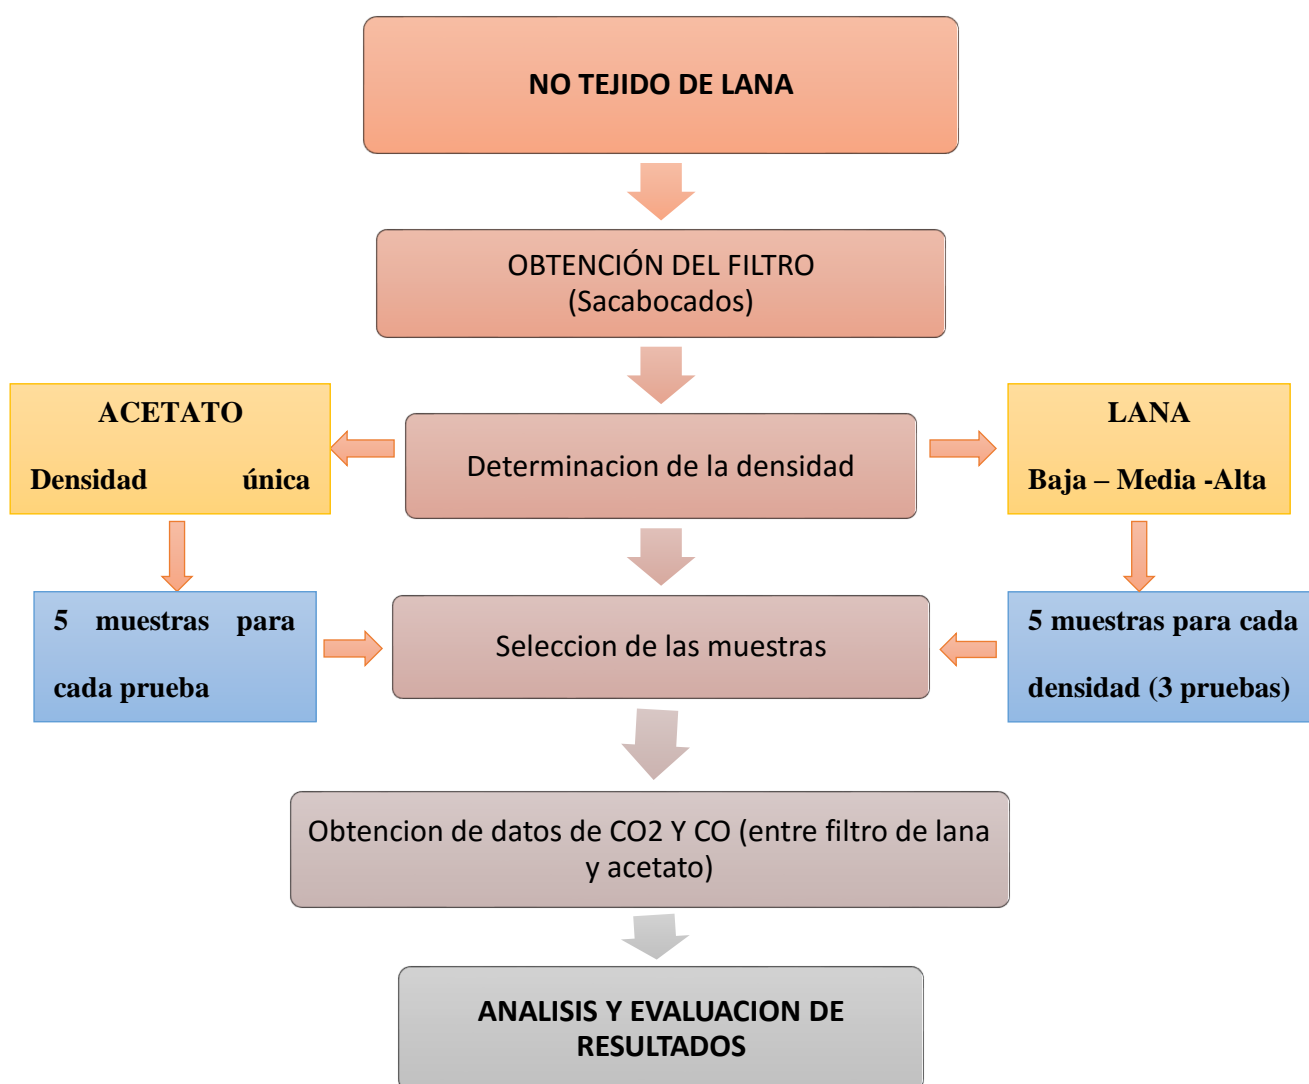 NO TEJIDO DE LANA
OBTENCIÓN DEL FILTRO
(Sacabocados)
ACETATO
Densidad única
Determinacion de la densidad
LANA
Baja – Media -Alta
5 muestras para
cada prueba
Seleccion de las muestras
5 muestras para cada
densidad (3 pruebas)
Obtencion de datos de CO2 Y CO (entre filtro de lana
y acetato)
ANALISIS Y EVALUACION DE
RESULTADOS